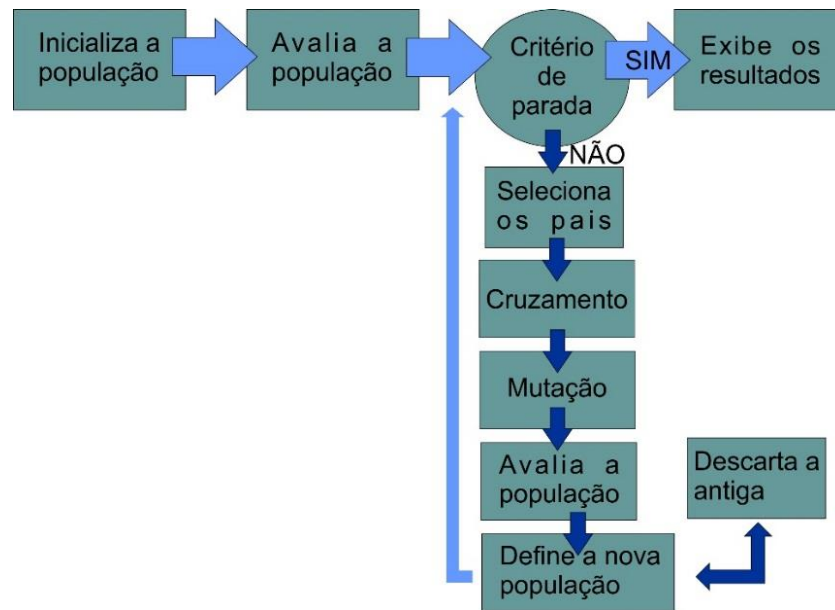 Inicializa a
população
Avalia a
população
Critério
de
parada
SIM
Exibe os
resultados
NÃO
Seleciona
os pais
Cruzamento
Mutação
Avalia a
população
Descarta a
antiga
Define a nova
população